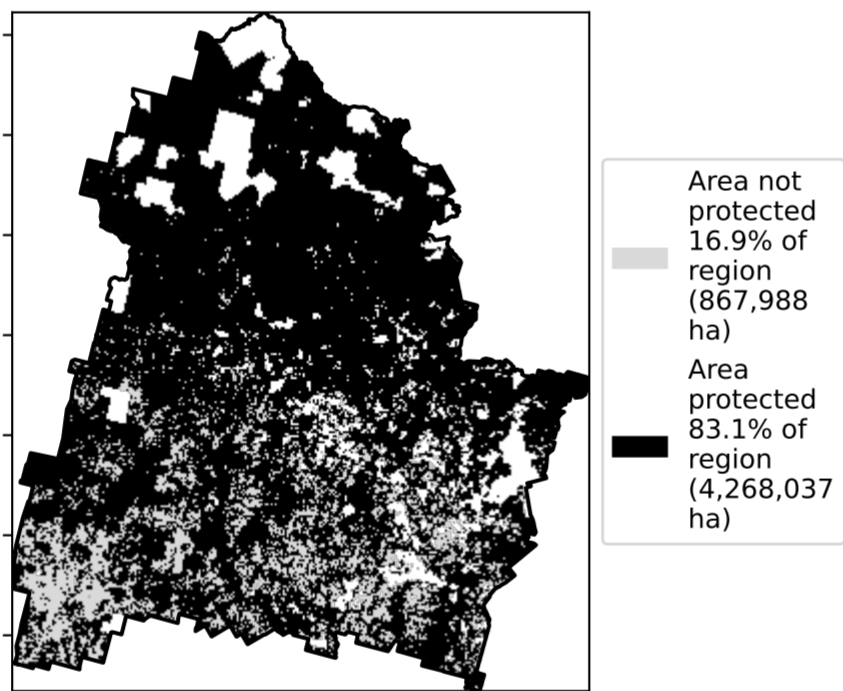 Area not
protected
16.9% of
region
(867,988
ha)
Area
protected
83.1% of
region
(4,268,037
ha)